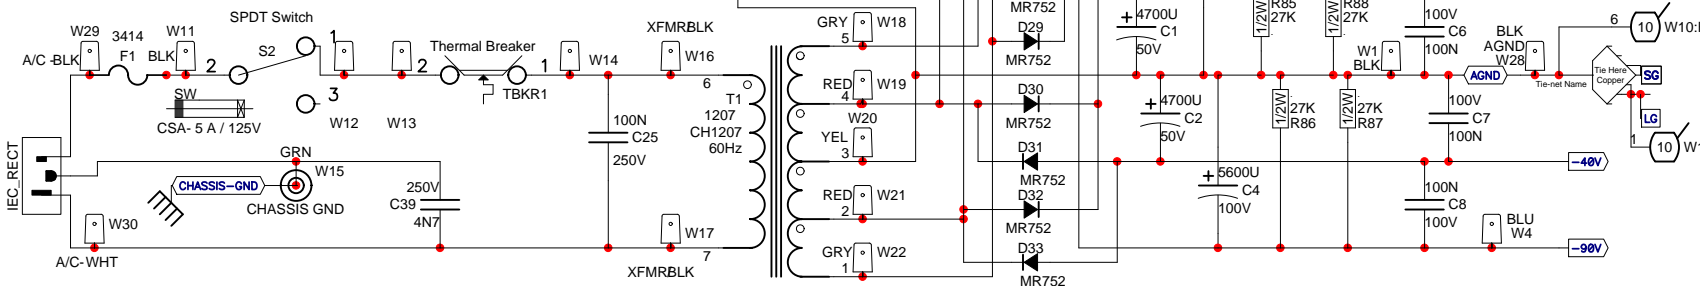 W29
3414
F1
W11
BLK
A/C -BLK
SPDT Switch
S2
2
1
3
SW
CSA- 5 A / 125V
W12
W13
Thermal Breaker
2
1
TBKR1
W14
XFMR BLK
W16
6
100N
C25
250V
T1
1207
CH1207
60Hz
IEC_RECT
GRN
W15
CHASSIS-GND
CHASSIS GND
250V
C39
4N7
W30
A/C-WHT
W17
7
XFMR BLK
GRY
W18
5
RED
W19
4
W20
YEL
3
RED
W21
2
GRY
W22
1
MR752
D29
MR752
D30
MR752
D31
MR752
D32
MR752
D33
MR752
+
4700U
C1
50V
+
4700U
C2
50V
+
5600U
C4
100V
R85
27K
1/2W
R88
27K
1/2W
1/2W
27K
R86
1/2W
27K
R87
W1
BLK
100V
C6
100N
100V
C7
100N
100N
C8
100V
AGND
BLK
AGND
W28
Tie-net Name
Tie Here
Copper
SG
LG
6
10
W10:
1
10
-40V
BLU
W4
-90V